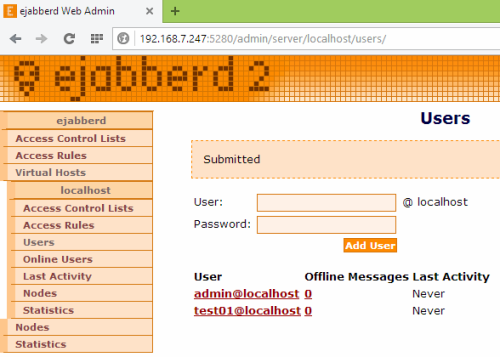 ejabberd Web Admin
192.168.7.247:5280/admin/server/localhost/users/
ejabberd 2
ejabberd
Access Control Lists
Access Rules
Virtual Hosts
localhost
Access Control Lists
Access Rules
Users
Online Users
Last Activity
Nodes
Statistics
Nodes
Statistics
Users
Submitted
User: @ localhost
Password:
Add User
User Offline Messages Last Activity
admin@localhost 0 Never
test01@localhost 0 Never